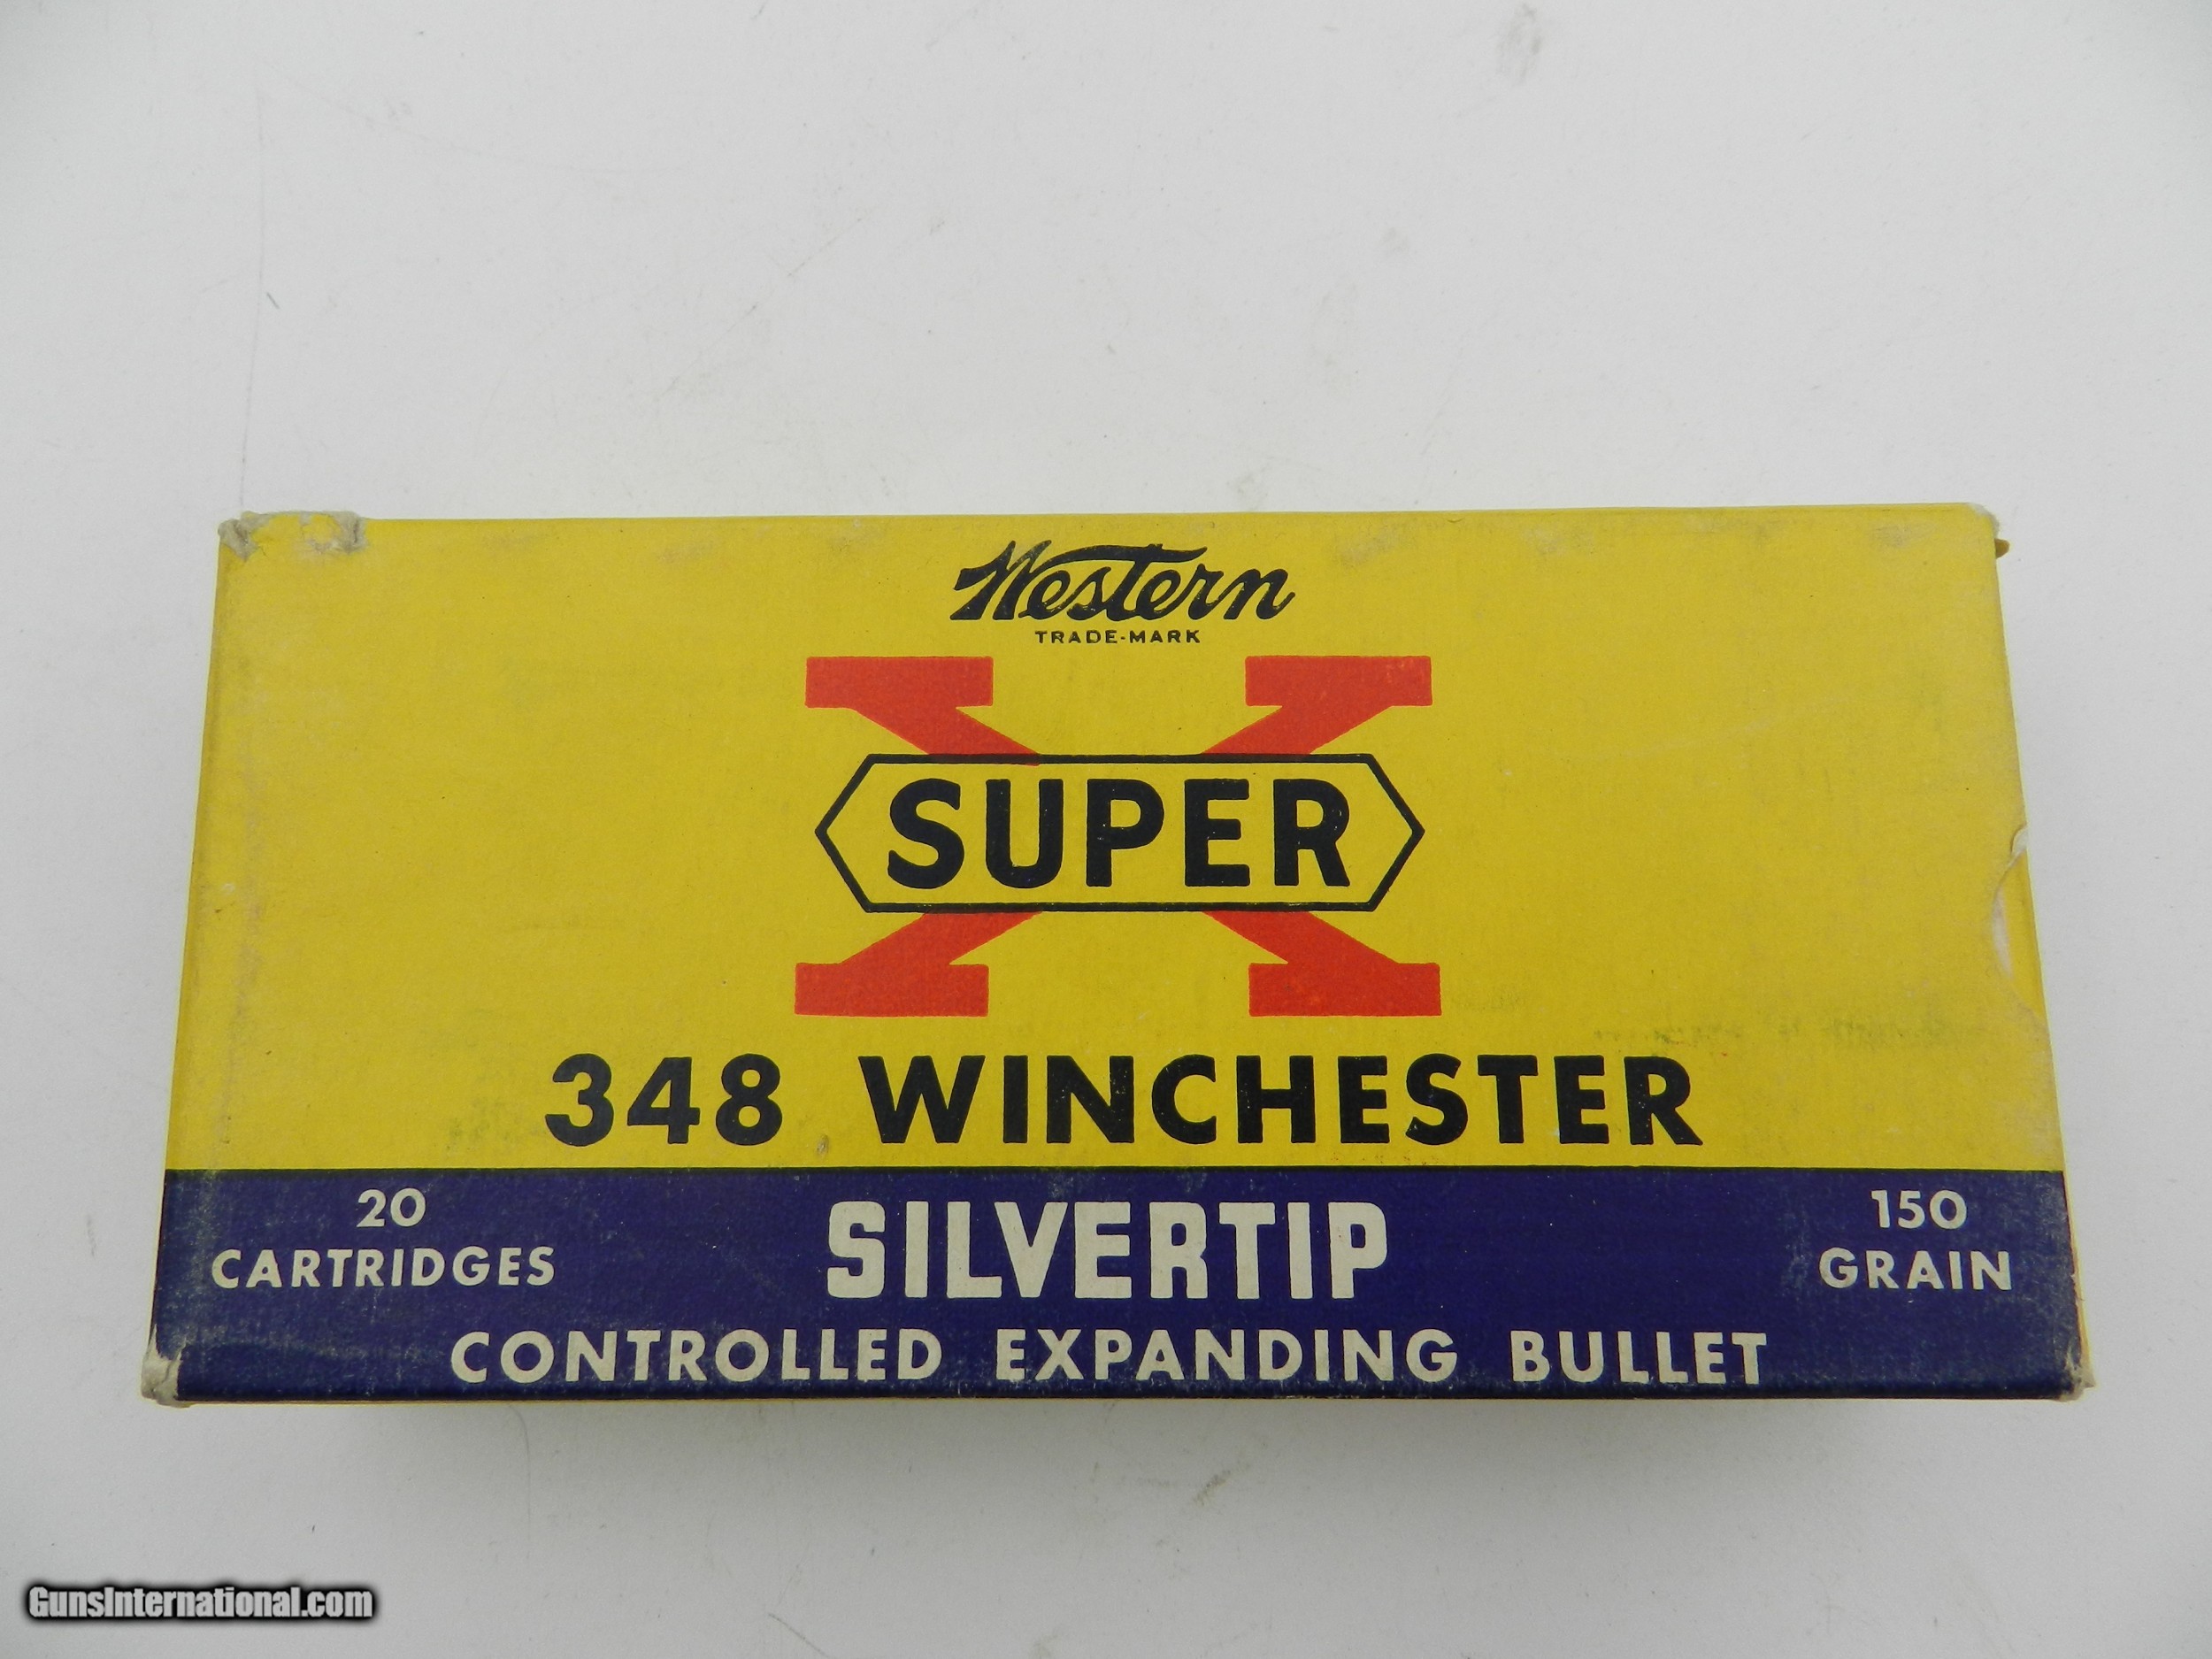 Western
TRADE-MARK
SUPER X
348 WINCHESTER
20
CARTRIDGES
SILVERTIP
150
GRAIN
CONTROLLED EXPANDING BULLET
GunsInternational.com